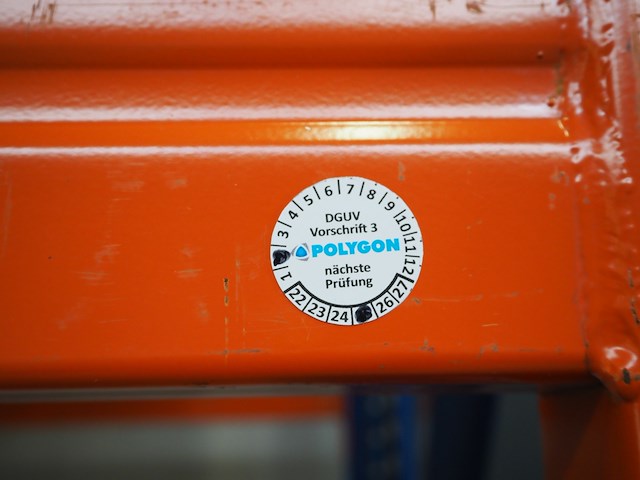 1 3 4 5 6 7 8 9 10 11 12
DGUV
Vorschrift 3
POLYGON
nächste
Prüfung
22 23 24 26 27